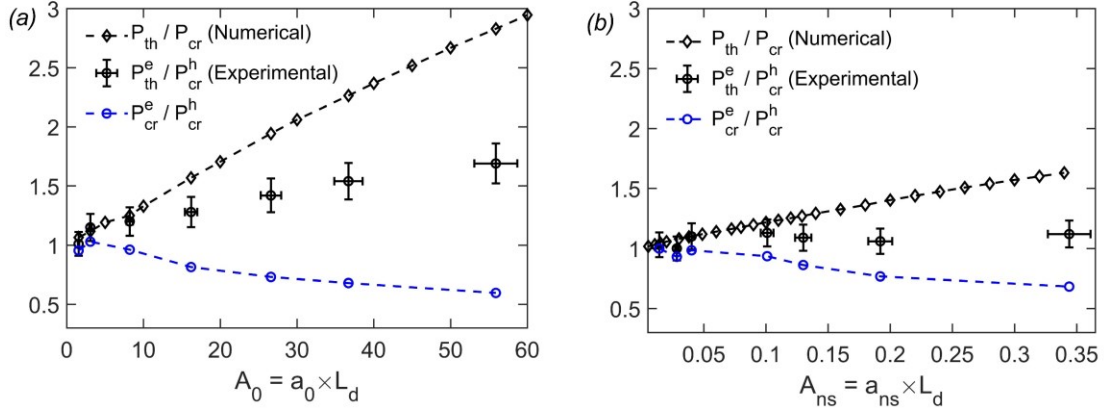 (a)
3
2.5
2
1.5
1
0.5
P_th / P_cr (Numerical)
P^e_th / P^h_cr (Experimental)
P^e_cr / P^h_cr
0 10 20 30 40 50 60
A_0 = a_0×L_d
(b)
3
2.5
2
1.5
1
0.5
P_th / P_cr (Numerical)
P^e_th / P^h_cr (Experimental)
P^e_cr / P^h_cr
0.05 0.1 0.15 0.2 0.25 0.3 0.35
A_ns = a_ns×L_d